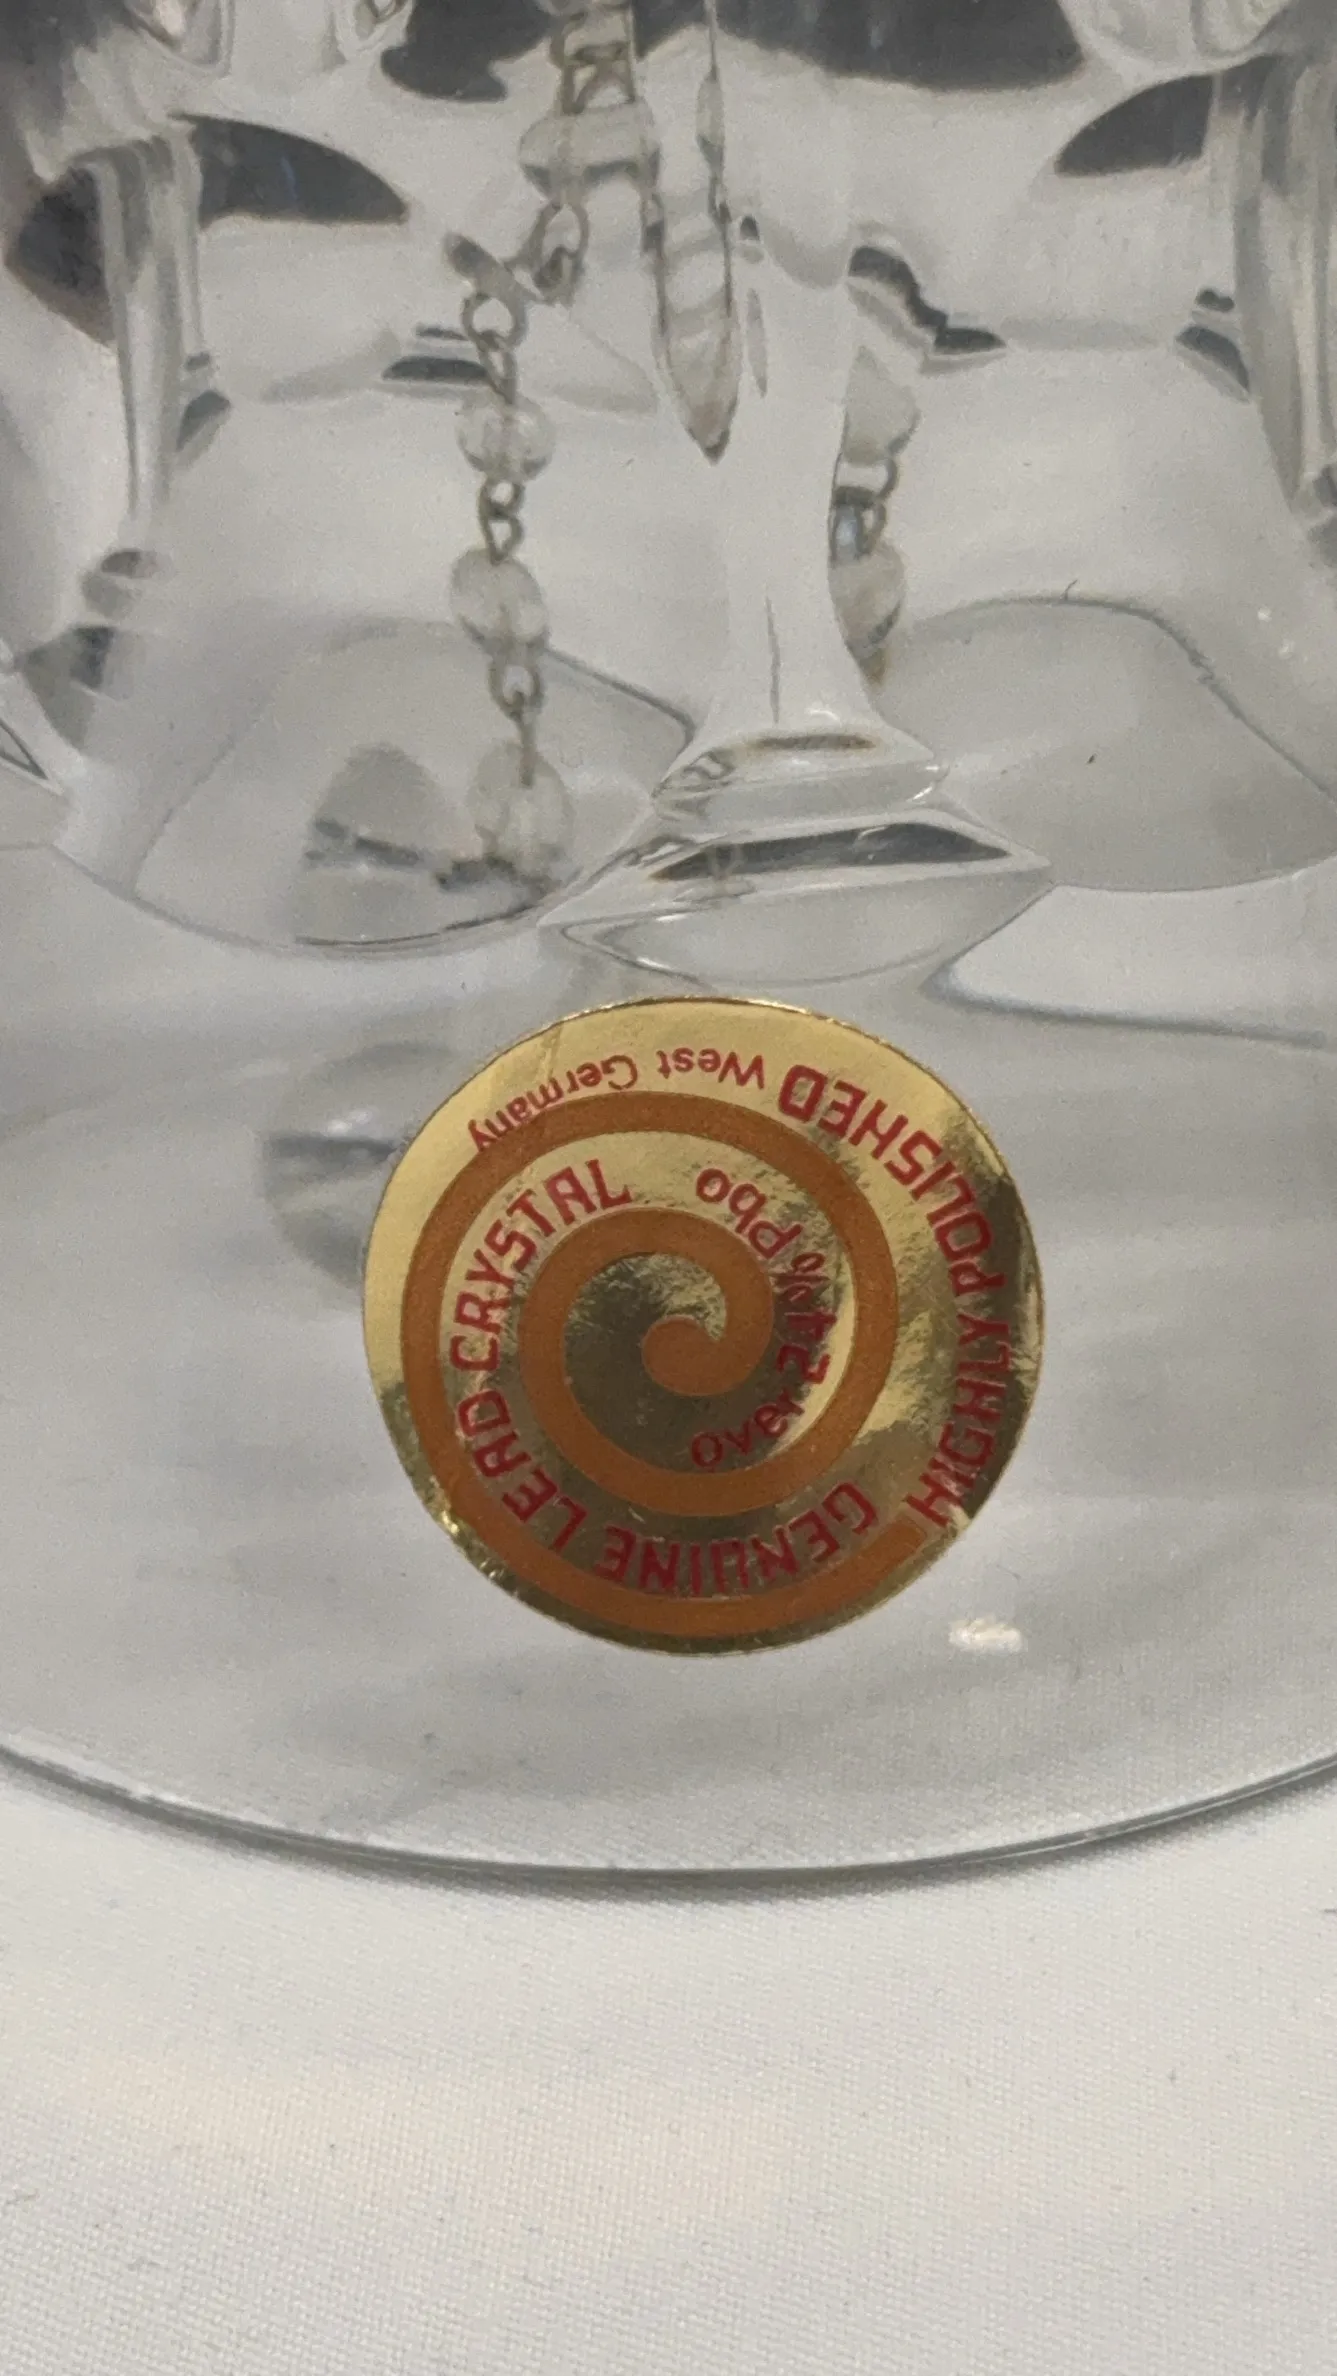 GENUINE LEAD CRYSTAL
over 24% Pbo
HIGHLY POLISHED West Germany